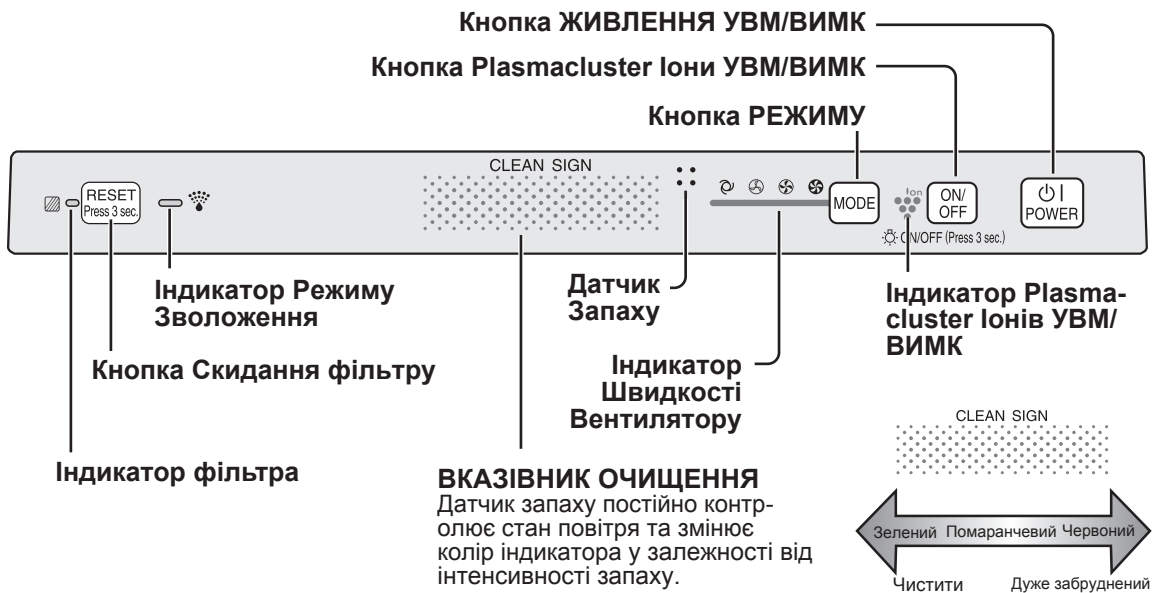 Кнопка ЖИВЛЕННЯ УВМ/ВИМК
Кнопка Plasmacluster Іони УВМ/ВИМК
Кнопка РЕЖИМУ
CLEAN SIGN
RESET
Press 3 sec.
MODE
Ion
ON/
OFF
POWER
ON/OFF (Press 3 sec.)
Індикатор Режиму
Зволоження
Кнопка Скидання фільтру
Індикатор фільтра
Датчик
Запаху
Індикатор
Швидкості
Вентилятору
Індикатор Plasma-
cluster Іонів УВМ/
ВИМК
ВКАЗІВНИК ОЧИЩЕННЯ
Датчик запаху постійно контр-
олює стан повітря та змінює
колір індикатора у залежності від
інтенсивності запаху.
CLEAN SIGN
Зелений Помаранчевий Червоний
Чистити Дуже забруднений